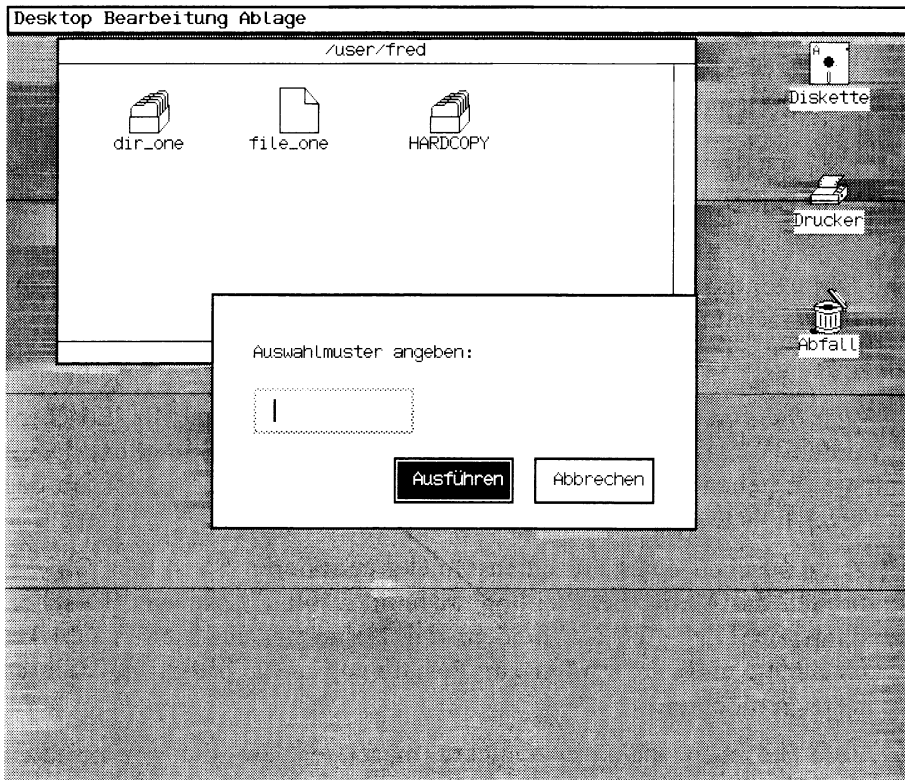 Desktop Bearbeitung Ablage
/user/fred
A
Diskette
dir_one file_one HARDCOPY
Drucker
Abfall
Auswahlmuster angeben:
Ausführen Abbrechen